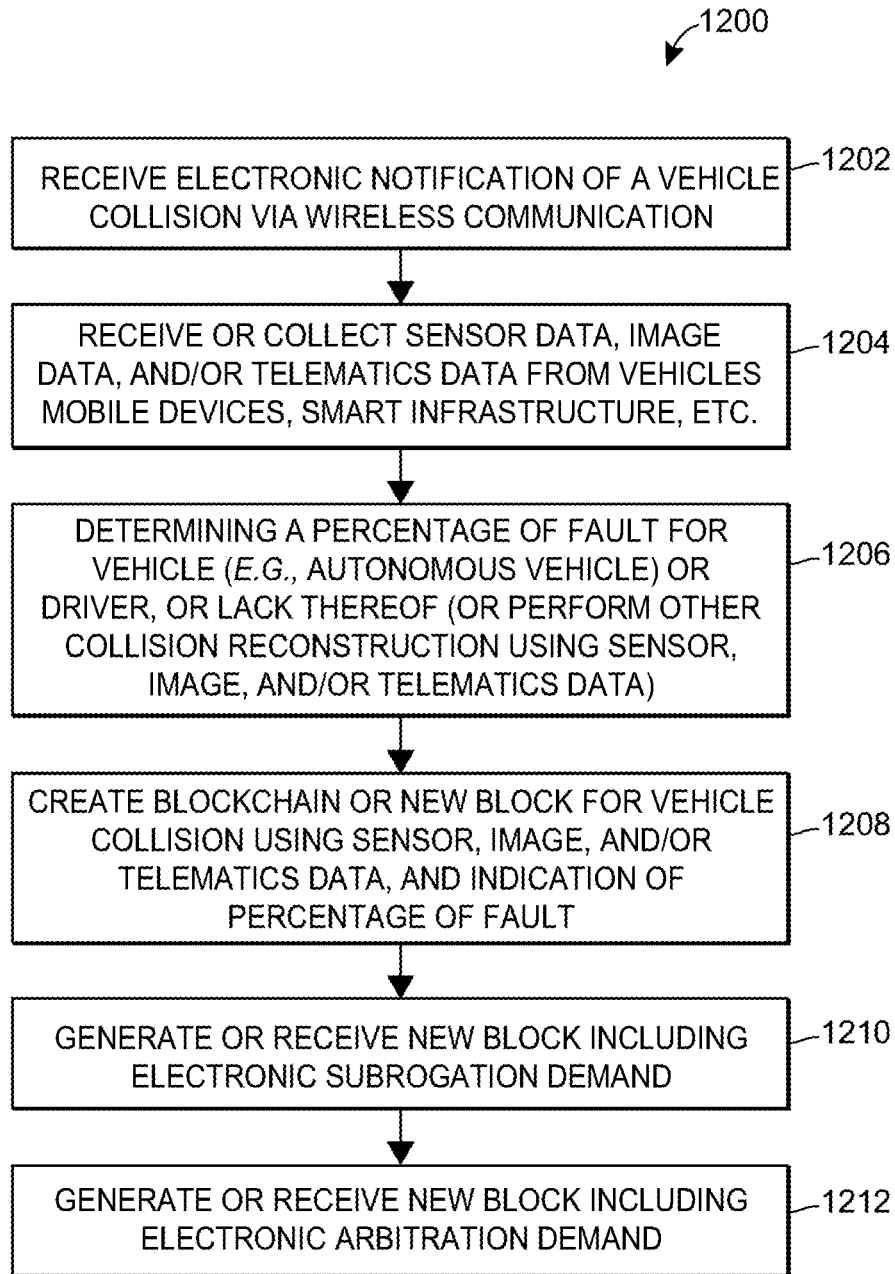 1200
RECEIVE ELECTRONIC NOTIFICATION OF A VEHICLE
COLLISION VIA WIRELESS COMMUNICATION
1202
RECEIVE OR COLLECT SENSOR DATA, IMAGE
DATA, AND/OR TELEMATICS DATA FROM VEHICLES
MOBILE DEVICES, SMART INFRASTRUCTURE, ETC.
1204
DETERMINING A PERCENTAGE OF FAULT FOR
VEHICLE (E.G., AUTONOMOUS VEHICLE) OR
DRIVER, OR LACK THEREOF (OR PERFORM OTHER
COLLISION RECONSTRUCTION USING SENSOR,
IMAGE, AND/OR TELEMATICS DATA)
1206
CREATE BLOCKCHAIN OR NEW BLOCK FOR VEHICLE
COLLISION USING SENSOR, IMAGE, AND/OR
TELEMATICS DATA, AND INDICATION OF
PERCENTAGE OF FAULT
1208
GENERATE OR RECEIVE NEW BLOCK INCLUDING
ELECTRONIC SUBROGATION DEMAND
1210
GENERATE OR RECEIVE NEW BLOCK INCLUDING
ELECTRONIC ARBITRATION DEMAND
1212